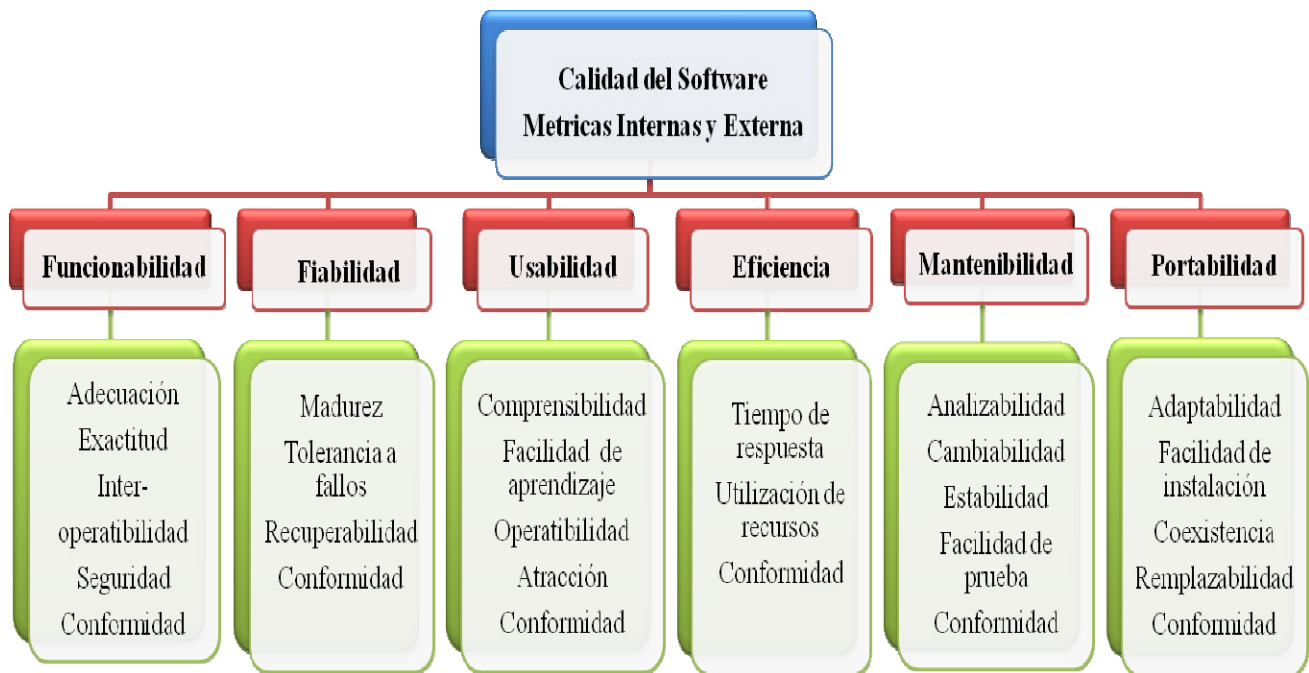 Calidad del Software
Metricas Internas y Externa
Funcionabilidad
Fiabilidad
Usabilidad
Eficiencia
Mantenibilidad
Portabilidad
Adecuación
Exactitud
Inter-
operatibilidad
Seguridad
Conformidad
Madurez
Tolerancia a
fallos
Recuperabilidad
Conformidad
Comprensibilidad
Facilidad de
aprendizaje
Operatibilidad
Atracción
Conformidad
Tiempo de
respuesta
Utilización de
recursos
Conformidad
Analizabilidad
Cambiabilidad
Estabilidad
Facilidad de
prueba
Conformidad
Adaptabilidad
Facilidad de
instalación
Coexistencia
Remplazabilidad
Conformidad